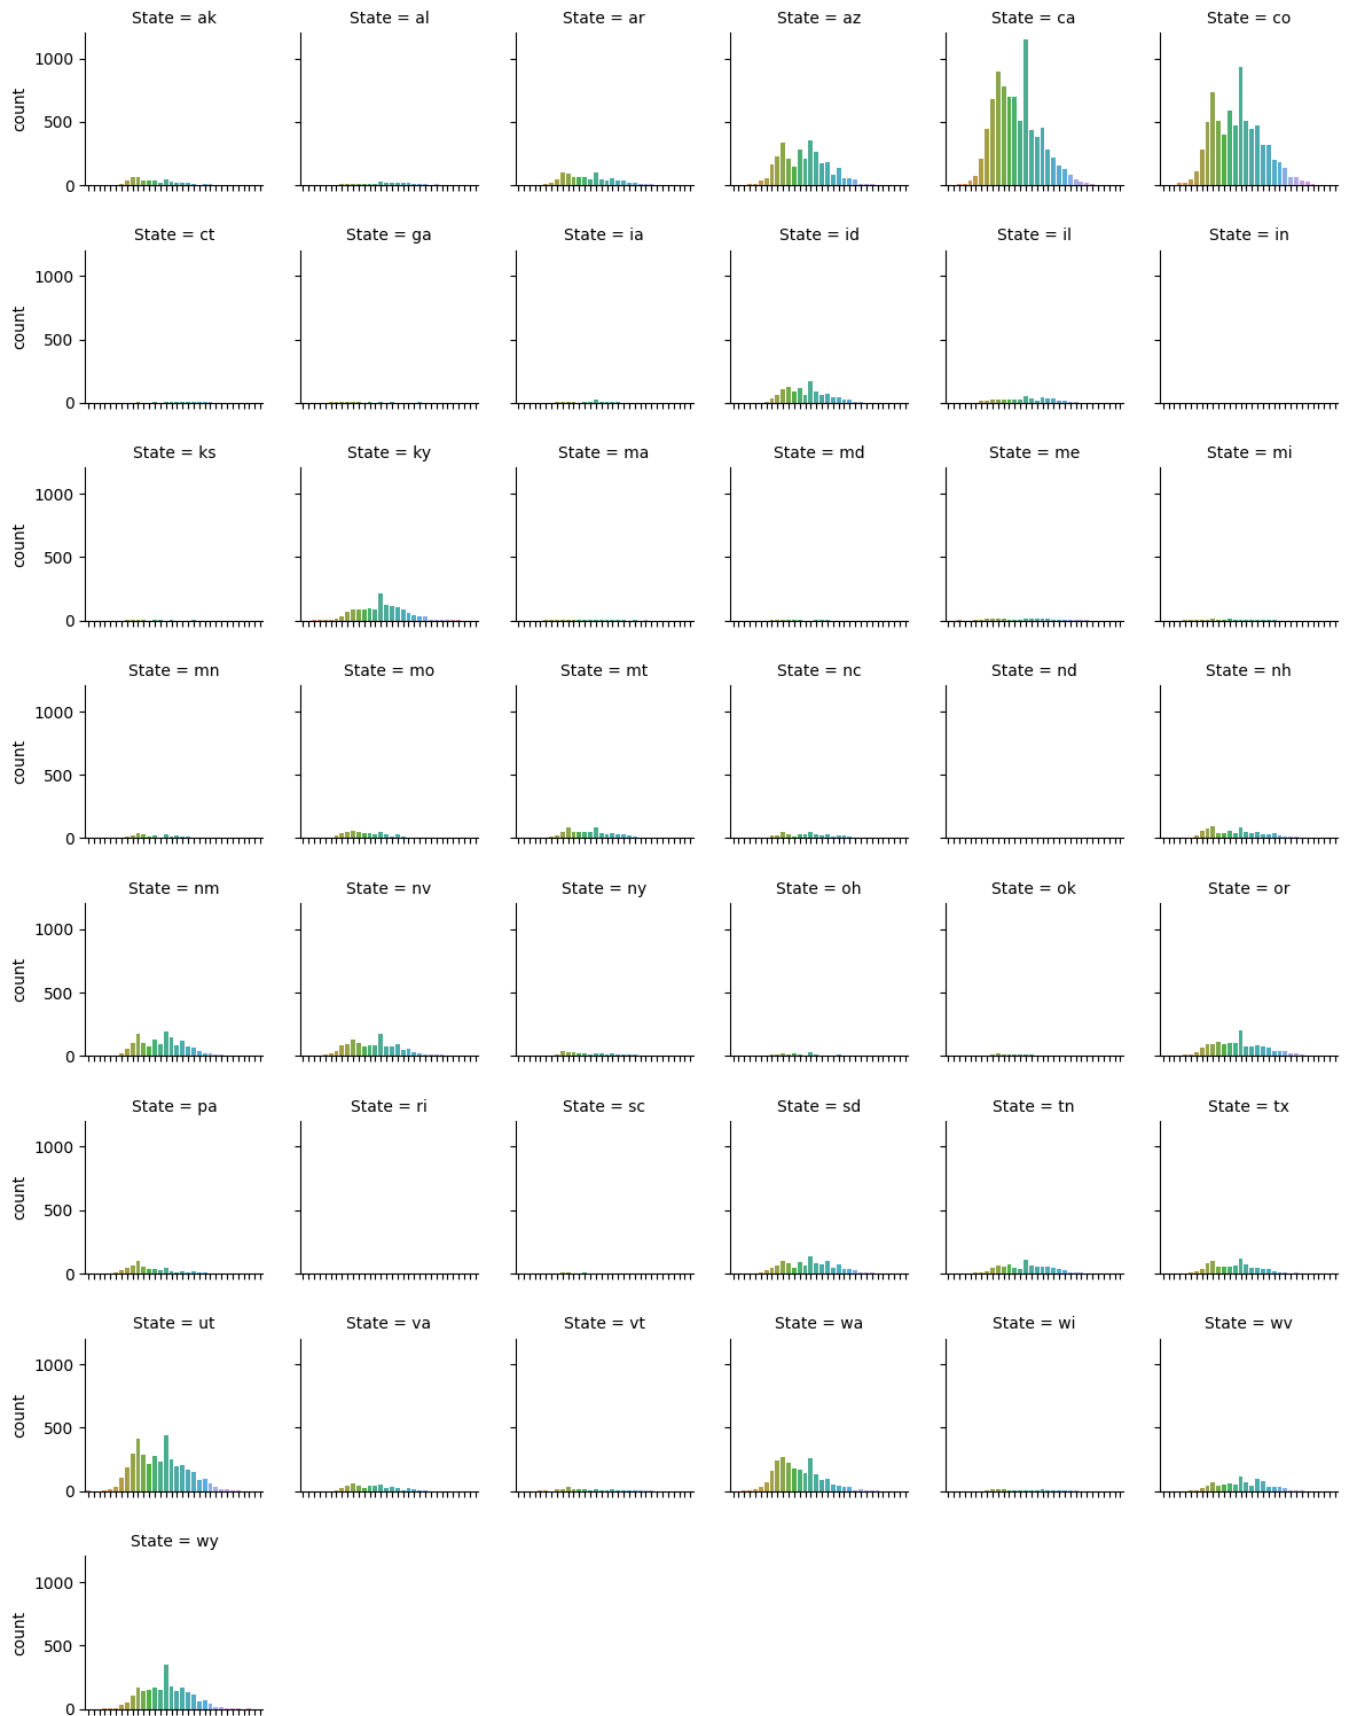 State = ak State = al State = ar State = az State = ca State = co
1000
500
0
count
State = ct State = ga State = ia State = id State = il State = in
1000
500
0
count
State = ks State = ky State = ma State = md State = me State = mi
1000
500
0
count
State = mn State = mo State = mt State = nc State = nd State = nh
1000
500
0
count
State = nm State = nv State = ny State = oh State = ok State = or
1000
500
0
count
State = pa State = ri State = sc State = sd State = tn State = tx
1000
500
0
count
State = ut State = va State = vt State = wa State = wi State = wv
1000
500
0
count
State = wy
1000
500
0
count